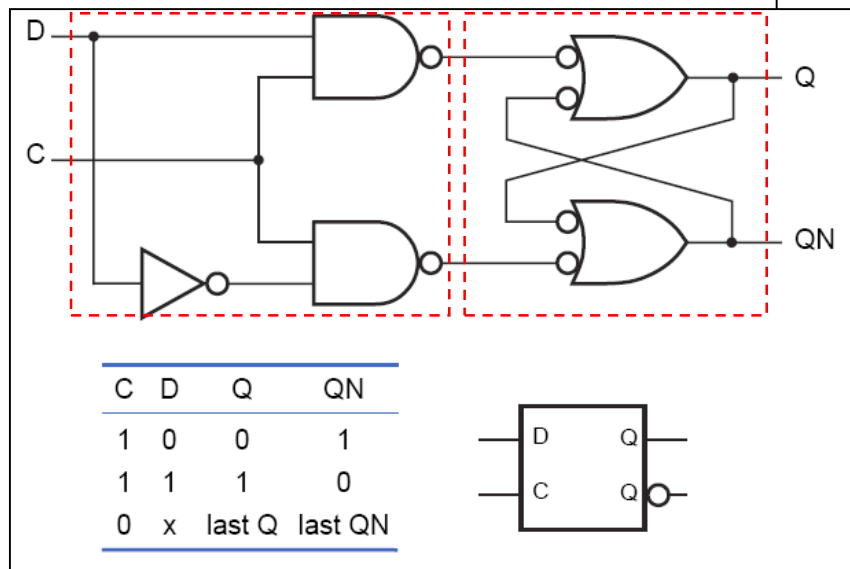 D
Q
C
QN
C D Q QN
1 0 0 1
1 1 1 0
0 x last Q last QN
D Q
C Q